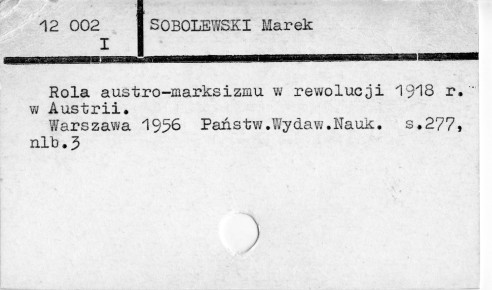 12 002
I
SOBOLEWSKI Marek
Rola austro-marksizmu w rewolucji 1918 r.
w Austrii.
Warszawa 1956 Państw.Wydaw.Nauk. s.277,
nlb.3